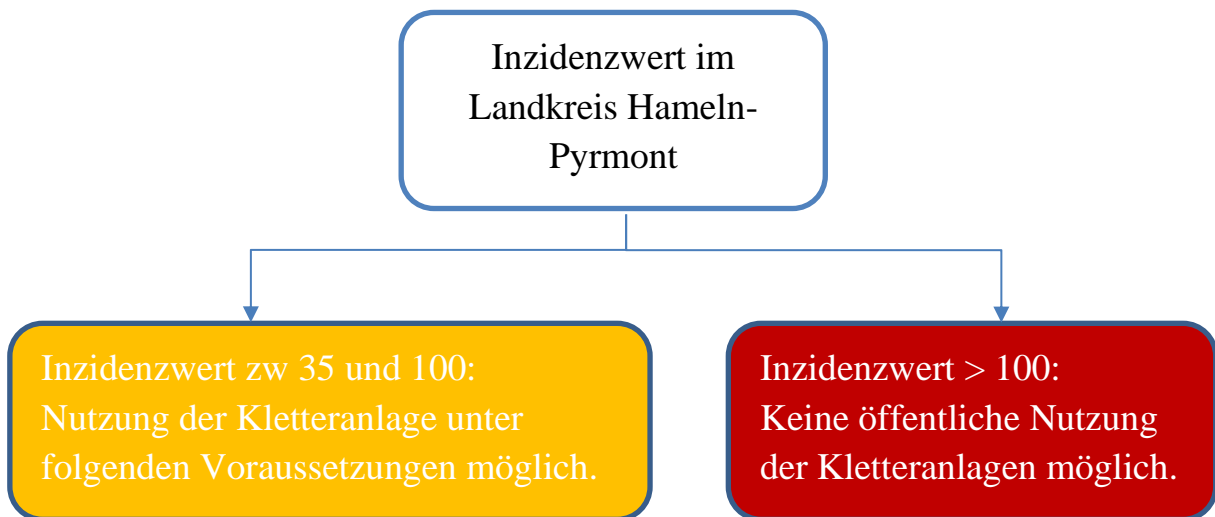 Inzidenzwert im
Landkreis Hameln-
Pyrmont
Inzidenzwert zw 35 und 100:
Nutzung der Kletteranlage unter
folgenden Voraussetzungen möglich.
Inzidenzwert > 100:
Keine öffentliche Nutzung
der Kletteranlagen möglich.